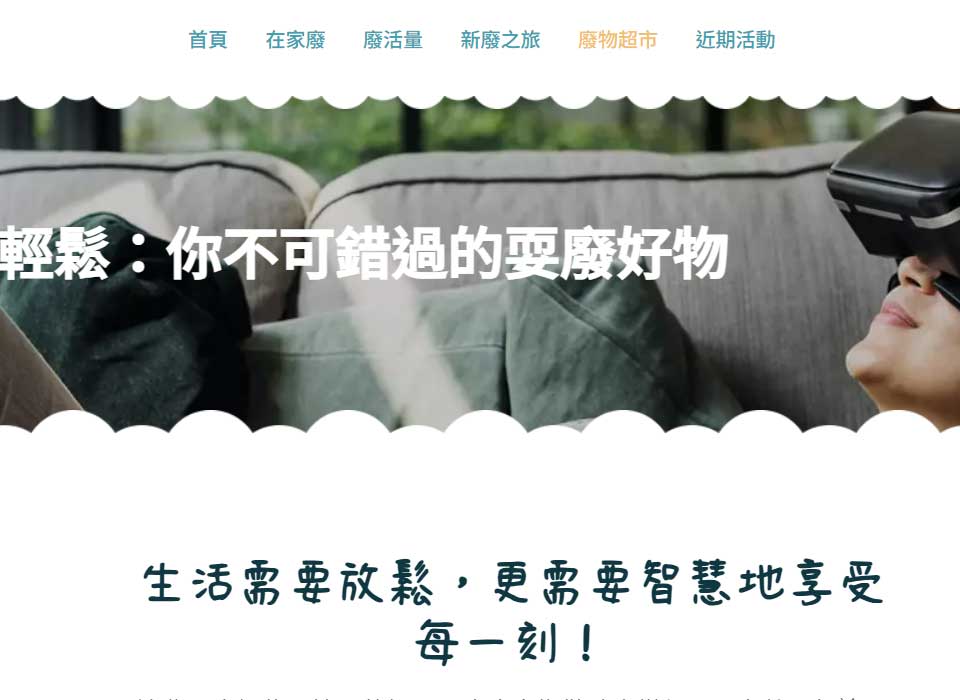 首頁 在家廢 廢活量 新廢之旅 廢物超市 近期活動
輕鬆：你不可錯過的耍廢好物
生活需要放鬆，更需要智慧地享受
每一刻！